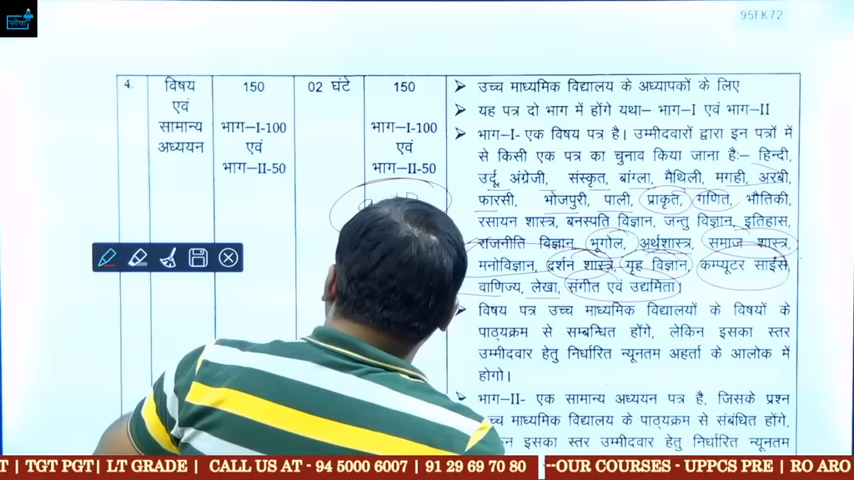 परीक्षा
95FK72
4.
विषय एवं सामान्य अध्ययन
150
भाग-I-100
एवं
भाग-II-50
02 घंटे
150
भाग-I-100
एवं
भाग-II-50
➤ उच्च माध्यमिक विद्यालय के अध्यापकों के लिए
➤ यह पत्र दो भाग में होंगे यथा- भाग-I एवं भाग-II
➤ भाग-I- एक विषय पत्र है। उम्मीदवारों द्वारा इन पत्रों में
से किसी एक पत्र का चुनाव किया जाना है:- हिन्दी,
उर्दू, अंग्रेजी, संस्कृत, बांग्ला, मैथिली, मगही, अरबी,
फारसी, भोजपुरी, पाली, प्राकृत, गणित, भौतिकी,
रसायन शास्त्र, बनस्पति विज्ञान, जन्तु विज्ञान, इतिहास,
राजनीति विज्ञान, भूगोल, अर्थशास्त्र, समाज शास्त्र,
मनोविज्ञान, दर्शन शास्त्र, गृह विज्ञान, कम्प्यूटर साईंस
वाणिज्य, लेखा, संगीत एवं उद्यमिता।
विषय पत्र उच्च माध्यमिक विद्यालयों के विषयों के
पाठ्यक्रम से सम्बन्धित होंगे, लेकिन इसका स्तर
उम्मीदवार हेतु निर्धारित न्यूनतम अहर्ता के आलोक में
होगो।
भाग-II- एक सामान्य अध्ययन पत्र है, जिसके प्रश्न
माध्यमिक विद्यालय के पाठ्यक्रम से संबंधित होंगे,
इसका स्तर उम्मीदवार हेतु निर्धारित न्यूनतम
T | TGT PGT| LT GRADE | CALL US AT - 94 5000 6007 | 91 29 69 70 80 --OUR COURSES - UPPCS PRE | RO ARO